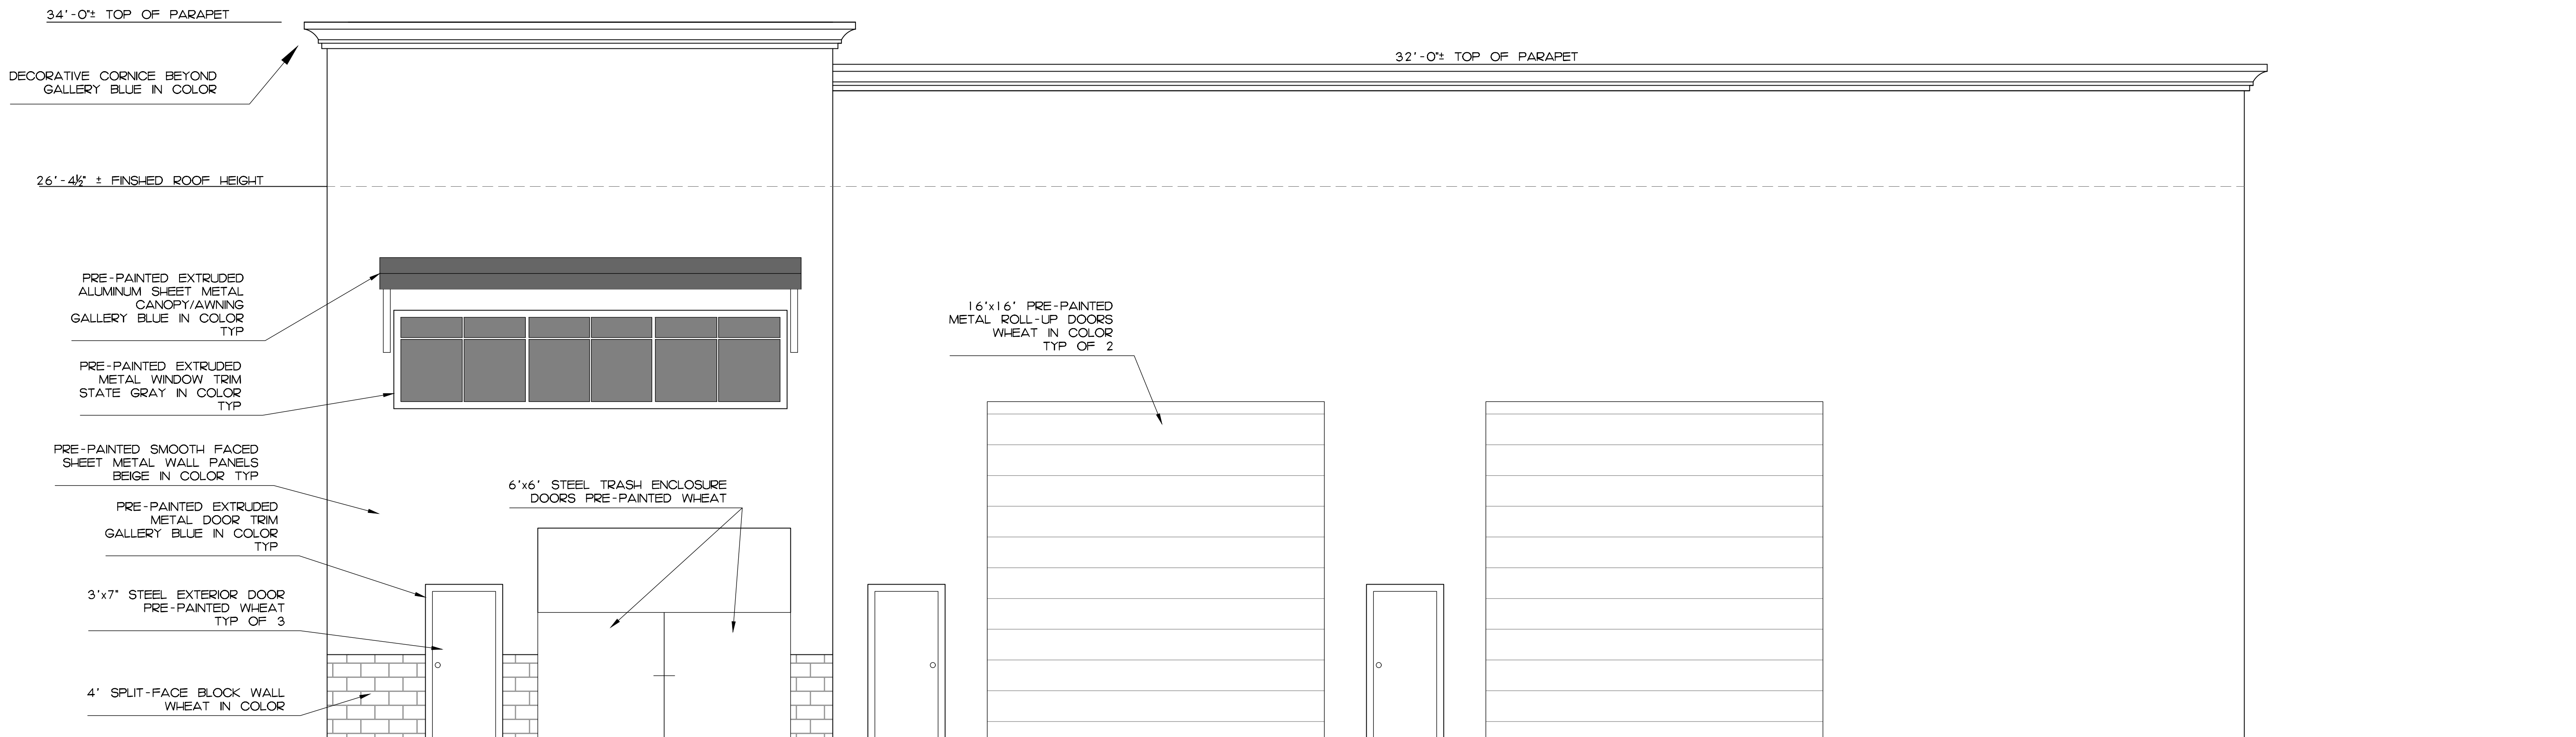 34'-0"± TOP OF PARAPET
DECORATIVE CORNICE BEYOND
GALLERY BLUE IN COLOR
32'-0"± TOP OF PARAPET
26'-4½" ± FINSHED ROOF HEIGHT
PRE-PAINTED EXTRUDED
ALUMINUM SHEET METAL
CANOPY/AWNING
GALLERY BLUE IN COLOR
TYP
PRE-PAINTED EXTRUDED
METAL WINDOW TRIM
STATE GRAY IN COLOR
TYP
PRE-PAINTED SMOOTH FACED
SHEET METAL WALL PANELS
BEIGE IN COLOR TYP
PRE-PAINTED EXTRUDED
METAL DOOR TRIM
GALLERY BLUE IN COLOR
TYP
3'x7" STEEL EXTERIOR DOOR
PRE-PAINTED WHEAT
TYP OF 3
4' SPLIT-FACE BLOCK WALL
WHEAT IN COLOR
6'x6' STEEL TRASH ENCLOSURE
DOORS PRE-PAINTED WHEAT
16'x16' PRE-PAINTED
METAL ROLL-UP DOORS
WHEAT IN COLOR
TYP OF 2